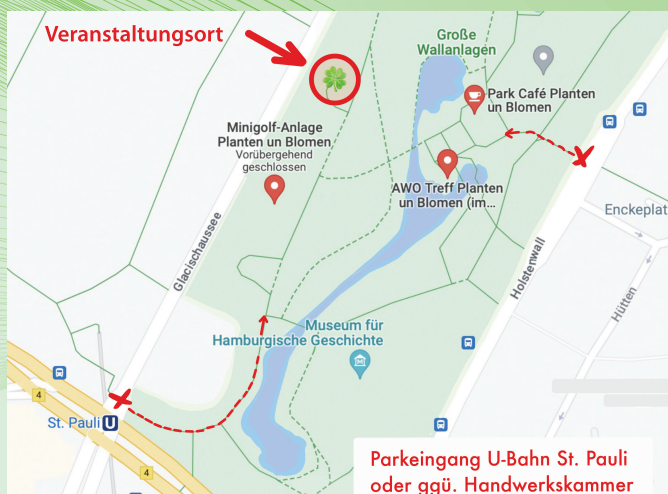 Veranstaltungsort
Große
Wallanlagen
Park Café Planten
un Blomen
Minigolf-Anlage
Planten un Blomen
Vorübergehend
geschlossen
AWO Treff Planten
un Blomen (im...
Enckeplat
Glacischaussee
Holstenwall
Hütten
Museum für
Hamburgische Geschichte
4
St. Pauli U
4
Parkeingang U-Bahn St. Pauli
oder ggü. Handwerkskammer